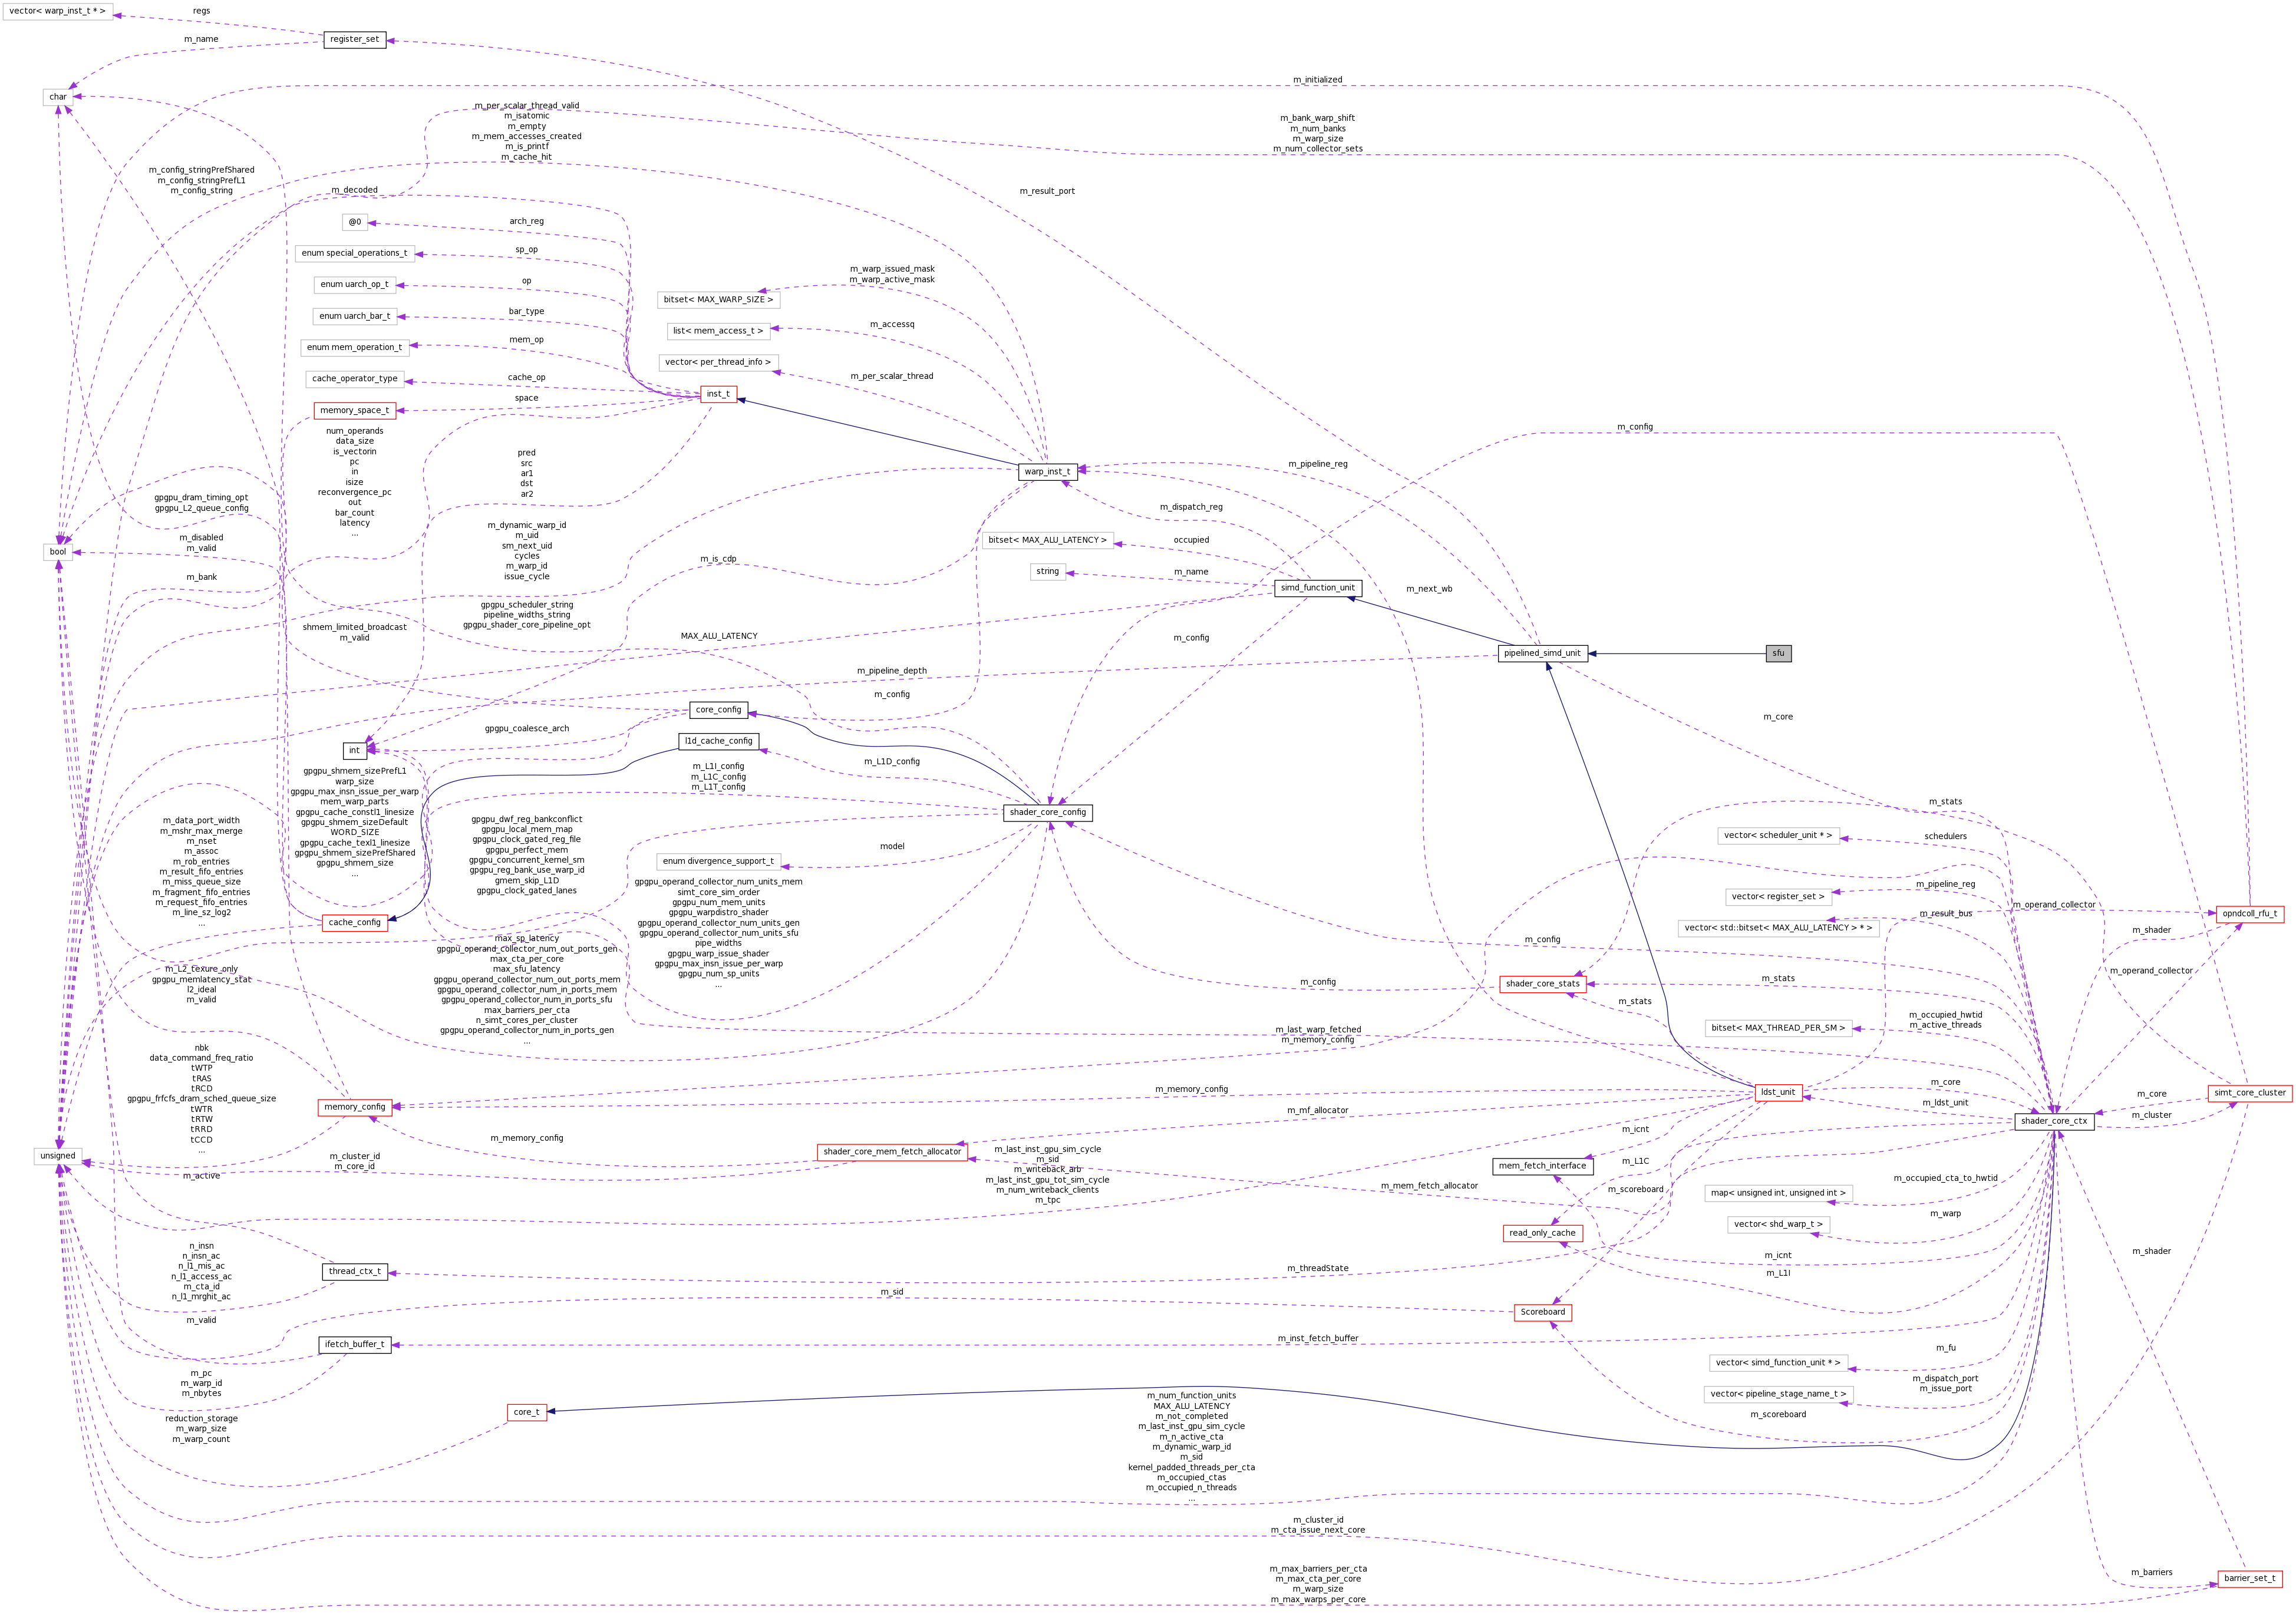 vector< warp_inst_t * >
regs
register_set
m_name
char
m_initialized
m_per_scalar_thread_valid
m_isatomic
m_empty
m_mem_accesses_created
m_is_printf
m_cache_hit
m_bank_warp_shift
m_num_banks
m_warp_size
m_num_collector_sets
m_config_stringPrefShared
m_config_stringPrefL1
m_config_string
m_decoded
m_result_port
@0
arch_reg
enum special_operations_t
sp_op
enum uarch_op_t
op
enum uarch_bar_t
bar_type
enum mem_operation_t
mem_op
cache_operator_type
cache_op
memory_space_t
space
inst_t
m_warp_issued_mask
m_warp_active_mask
bitset< MAX_WARP_SIZE >
list< mem_access_t >
m_accessq
vector< per_thread_info >
m_per_scalar_thread
num_operands
data_size
is_vectorin
pc
in
isize
reconvergence_pc
out
bar_count
latency
...
pred
src
ar1
dst
ar2
m_config
warp_inst_t
m_pipeline_reg
gpgpu_dram_timing_opt
gpgpu_L2_queue_config
m_dispatch_reg
m_dynamic_warp_id
m_uid
sm_next_uid
cycles
m_warp_id
issue_cycle
bool
m_disabled
m_valid
m_bank
m_is_cdp
bitset< MAX_ALU_LATENCY >
occupied
string
m_name
simd_function_unit
m_next_wb
gpgpu_scheduler_string
pipeline_widths_string
gpgpu_shader_core_pipeline_opt
shmem_limited_broadcast
m_valid
MAX_ALU_LATENCY
m_config
pipelined_simd_unit
sfu
m_pipeline_depth
m_config
core_config
m_core
gpgpu_coalesce_arch
l1d_cache_config
int
m_L1D_config
m_L1I_config
m_L1C_config
m_L1T_config
gpgpu_shmem_sizePrefL1
warp_size
gpgpu_max_insn_issue_per_warp
mem_warp_parts
gpgpu_cache_constl1_linesize
gpgpu_shmem_sizeDefault
WORD_SIZE
gpgpu_cache_texl1_linesize
gpgpu_shmem_sizePrefShared
gpgpu_shmem_size
...
shader_core_config
m_stats
m_data_port_width
m_mshr_max_merge
m_nset
m_assoc
m_rob_entries
m_result_fifo_entries
m_miss_queue_size
m_fragment_fifo_entries
m_request_fifo_entries
m_line_sz_log2
...
gpgpu_dwf_reg_bankconflict
gpgpu_local_mem_map
gpgpu_clock_gated_reg_file
gpgpu_perfect_mem
gpgpu_concurrent_kernel_sm
gpgpu_reg_bank_use_warp_id
gmem_skip_L1D
gpgpu_clock_gated_lanes
model
enum divergence_support_t
vector< scheduler_unit * >
schedulers
gpgpu_operand_collector_num_units_mem
simt_core_sim_order
gpgpu_num_mem_units
gpgpu_warpdistro_shader
gpgpu_operand_collector_num_units_gen
gpgpu_operand_collector_num_units_sfu
pipe_widths
gpgpu_warp_issue_shader
gpgpu_max_insn_issue_per_warp
gpgpu_num_sp_units
...
vector< register_set >
m_pipeline_reg
m_operand_collector
cache_config
opndcoll_rfu_t
vector< std::bitset< MAX_ALU_LATENCY > * >
m_result_bus
m_shader
max_sp_latency
gpgpu_operand_collector_num_out_ports_gen
max_cta_per_core
max_sfu_latency
gpgpu_operand_collector_num_out_ports_mem
gpgpu_operand_collector_num_in_ports_mem
gpgpu_operand_collector_num_in_ports_sfu
max_barriers_per_cta
n_simt_cores_per_cluster
gpgpu_operand_collector_num_in_ports_gen
...
m_config
m_L2_texure_only
gpgpu_memlatency_stat
l2_ideal
m_valid
m_config
shader_core_stats
m_stats
m_operand_collector
m_stats
m_last_warp_fetched
m_memory_config
bitset< MAX_THREAD_PER_SM >
m_occupied_hwtid
m_active_threads
nbk
data_command_freq_ratio
tWTP
tRAS
tRCD
gpgpu_frfcfs_dram_sched_queue_size
tWTR
tRTW
tRRD
tCCD
...
memory_config
m_memory_config
ldst_unit
m_core
simt_core_cluster
m_mf_allocator
m_ldst_unit
m_core
m_cluster
shader_core_ctx
m_icnt
m_memory_config
shader_core_mem_fetch_allocator
unsigned
m_cluster_id
m_core_id
m_active
m_last_inst_gpu_sim_cycle
m_sid
m_writeback_arb
m_last_inst_gpu_tot_sim_cycle
m_num_writeback_clients
m_tpc
mem_fetch_interface
m_L1C
m_mem_fetch_allocator
m_scoreboard
m_occupied_cta_to_hwtid
map< unsigned int, unsigned int >
m_warp
vector< shd_warp_t >
read_only_cache
n_insn
n_insn_ac
n_l1_mis_ac
n_l1_access_ac
m_cta_id
n_l1_mrghit_ac
thread_ctx_t
m_threadState
m_icnt
m_L1I
m_shader
m_sid
Scoreboard
m_valid
ifetch_buffer_t
m_inst_fetch_buffer
m_fu
vector< simd_function_unit * >
m_pc
m_warp_id
m_nbytes
m_dispatch_port
m_issue_port
vector< pipeline_stage_name_t >
m_scoreboard
reduction_storage
m_warp_size
m_warp_count
core_t
m_num_function_units
MAX_ALU_LATENCY
m_not_completed
m_last_inst_gpu_sim_cycle
m_n_active_cta
m_dynamic_warp_id
m_sid
kernel_padded_threads_per_cta
m_occupied_ctas
m_occupied_n_threads
...
m_cluster_id
m_cta_issue_next_core
m_max_barriers_per_cta
m_max_cta_per_core
m_warp_size
m_max_warps_per_core
m_barriers
barrier_set_t